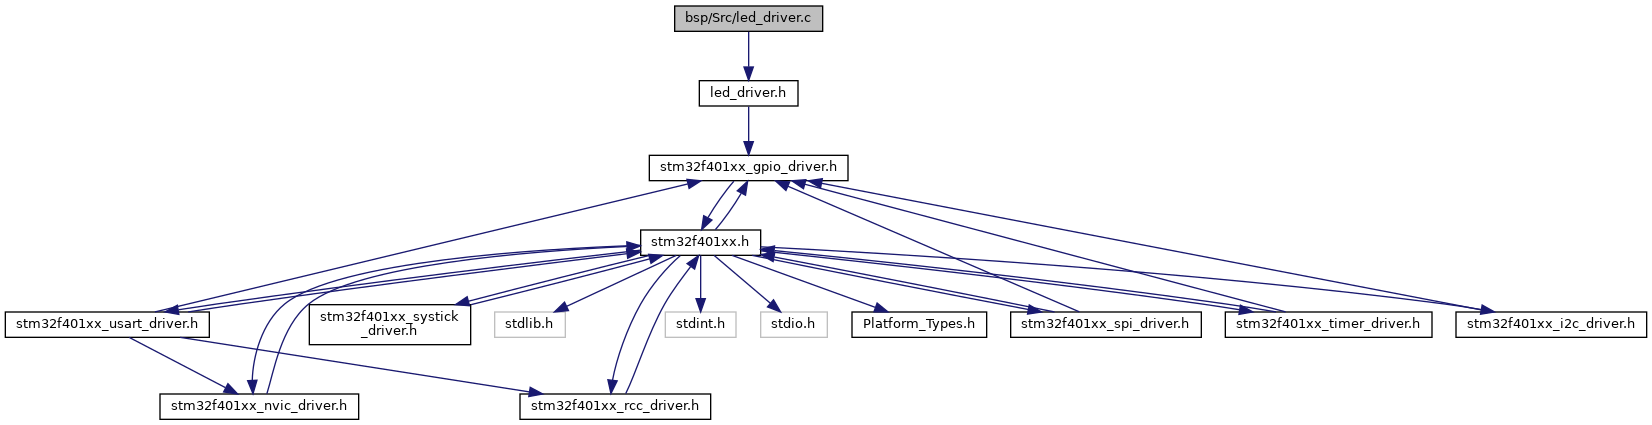 bsp/Src/led_driver.c
led_driver.h
stm32f401xx_gpio_driver.h
stm32f401xx.h
stm32f401xx_usart_driver.h
stm32f401xx_systick
_driver.h
stdlib.h
stdint.h
stdio.h
Platform_Types.h
stm32f401xx_spi_driver.h
stm32f401xx_timer_driver.h
stm32f401xx_i2c_driver.h
stm32f401xx_nvic_driver.h
stm32f401xx_rcc_driver.h